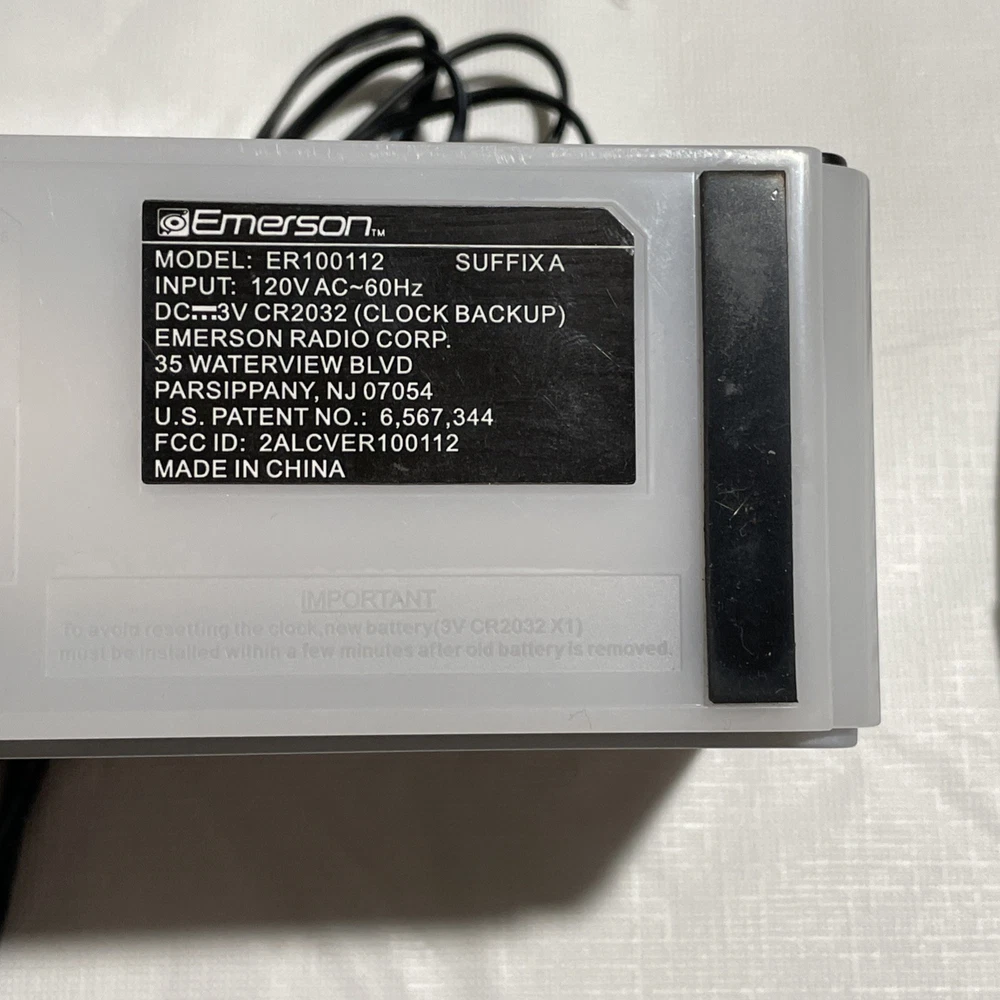 Emerson™
MODEL: ER100112 SUFFIX A
INPUT: 120V AC~60Hz
DC⎓3V CR2032 (CLOCK BACKUP)
EMERSON RADIO CORP.
35 WATERVIEW BLVD
PARSIPPANY, NJ 07054
U.S. PATENT NO.: 6,567,344
FCC ID: 2ALCVER100112
MADE IN CHINA
IMPORTANT
To avoid resetting the clock,new battery(3V CR2032 X1)
must be installed within a few minutes after old battery is removed.